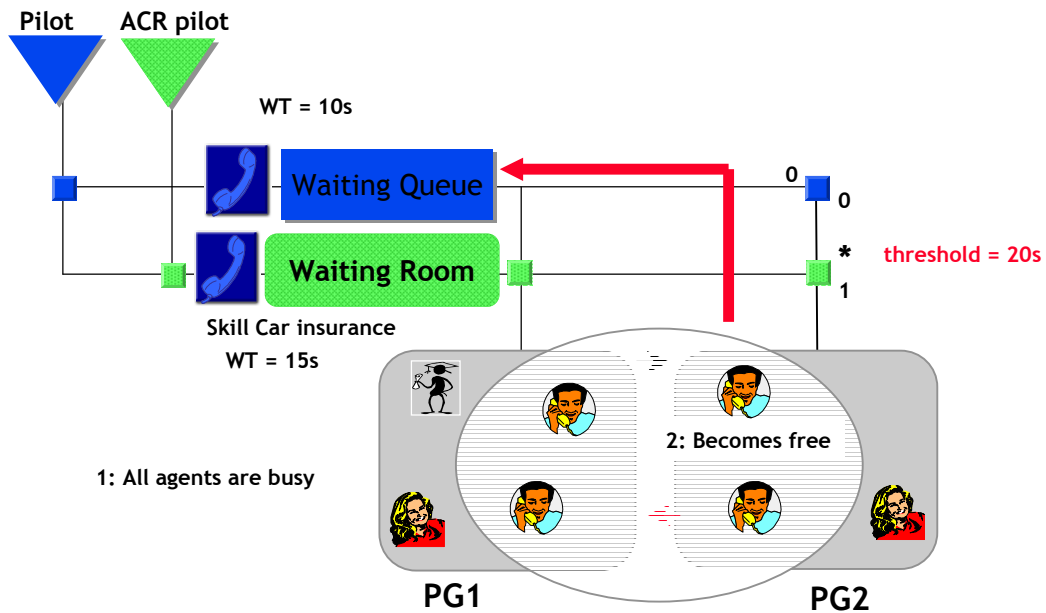 Pilot
ACR pilot
WT = 10s
Waiting Queue
0
0
*
threshold = 20s
Waiting Room
1
Skill Car insurance
WT = 15s
2: Becomes free
1: All agents are busy
PG1
PG2